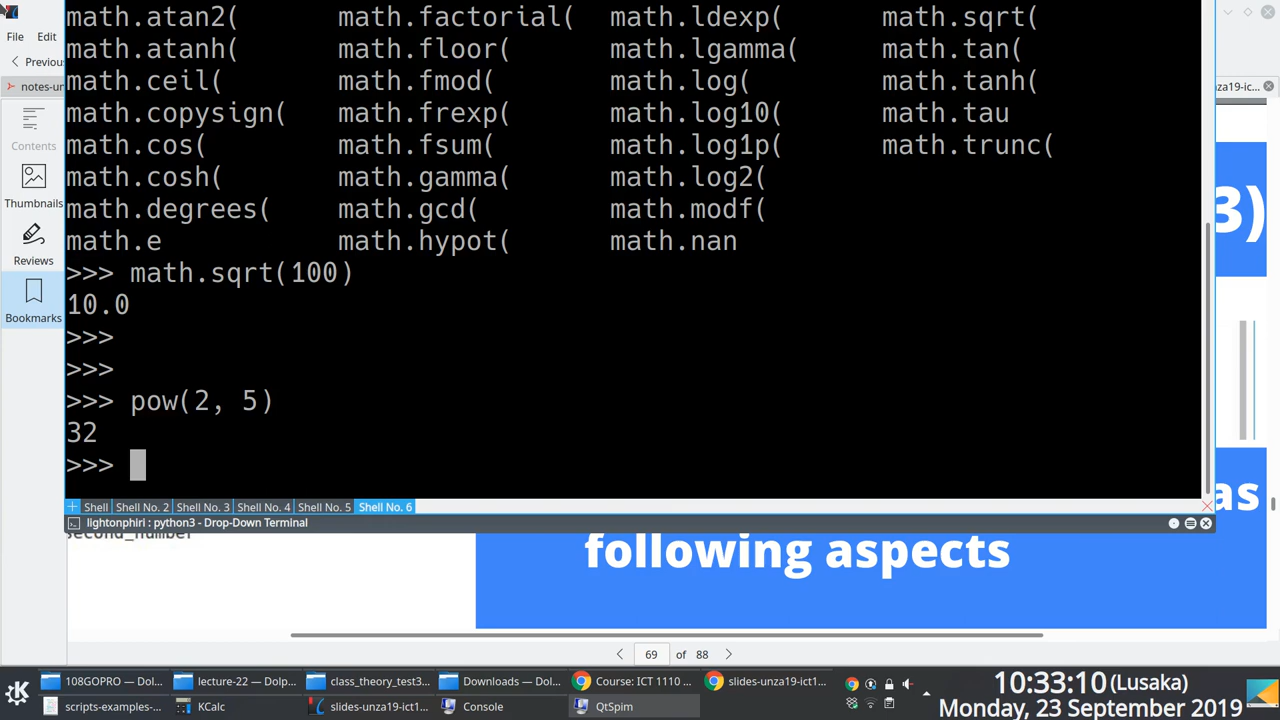 math.atan2( math.factorial( math.ldexp( math.sqrt(
File Edit
math.atanh( math.floor( math.lgamma( math.tan(
Previous
math.ceil( math.fmod( math.log( math.tanh(
math.copysign( math.frexp( math.log10( math.tau
math.cos( math.fsum( math.log1p( math.trunc(
Contents
math.cosh( math.gamma( math.log2(
Thumbnails
math.degrees( math.gcd( math.modf(
3)
math.e math.hypot( math.nan
Reviews
>>> math.sqrt(100)
10.0
Bookmarks
>>>
>>>
>>> pow(2, 5)
32
>>>
as
+ Shell Shell No. 2 Shell No. 3 Shell No. 4 Shell No. 5 Shell No. 6
lightonphiri : python3 - Drop-Down Terminal
second_number
following aspects
69 of 88
108GOPRO — Dol... lecture-22 — Dolp... class_theory_test3... Downloads — Dol... Course: ICT 1110 ... slides-unza19-ict1...
10:33:10 (Lusaka)
scripts-examples-... KCalc slides-unza19-ict1... Console QtSpim
Monday, 23 September 2019